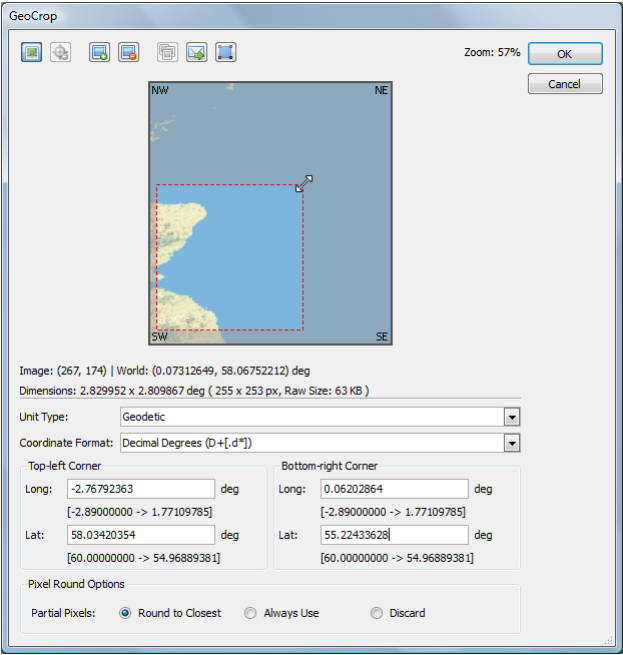 GeoCrop
Zoom: 57%
OK
Cancel
NW NE
SW SE
Image: (267, 174) | World: (0.07312649, 58.06752212) deg
Dimensions: 2.829952 x 2.809867 deg ( 255 x 253 px, Raw Size: 63 KB )
Unit Type: Geodetic
Coordinate Format: Decimal Degrees (D+[.d*])
Top-left Corner
Long: -2.76792363 deg
[-2.89000000 -> 1.77109785]
Lat: 58.03420354 deg
[60.00000000 -> 54.96889381]
Bottom-right Corner
Long: 0.06202864 deg
[-2.89000000 -> 1.77109785]
Lat: 55.22433628 deg
[60.00000000 -> 54.96889381]
Pixel Round Options
Partial Pixels: Round to Closest Always Use Discard